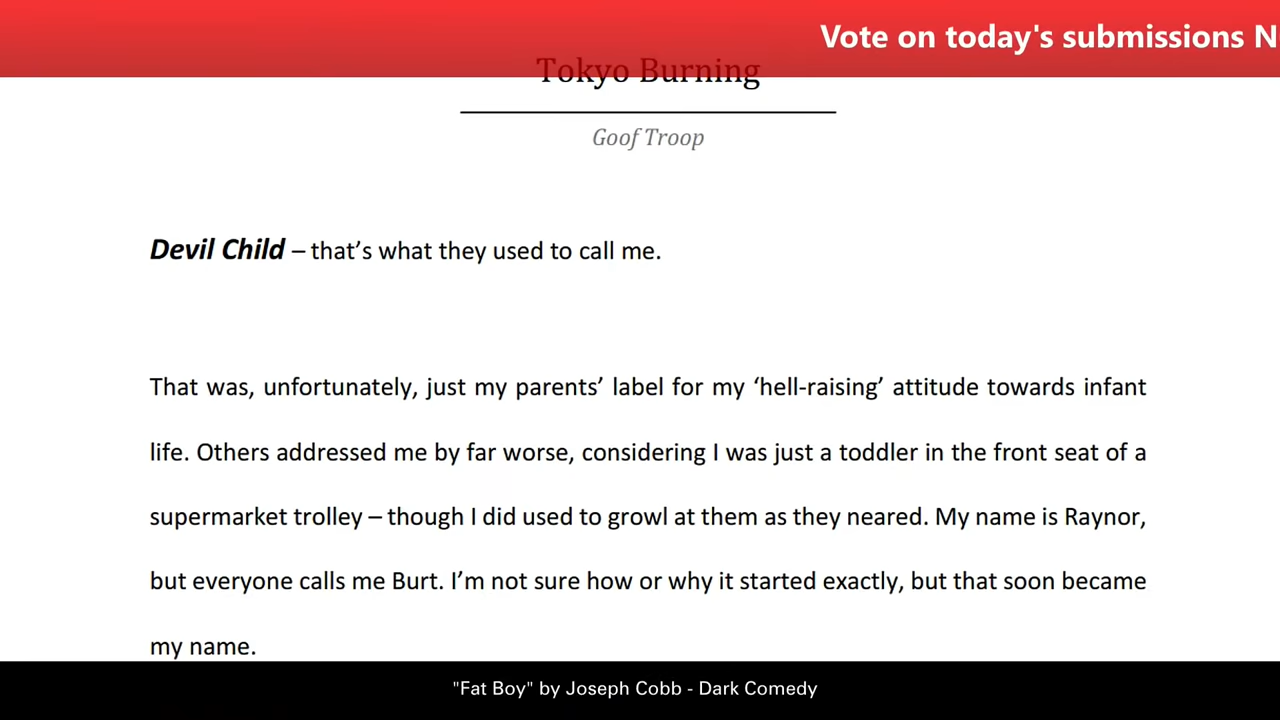 Vote on today's submissions N
Tokyo Burning
Goof Troop
Devil Child – that’s what they used to call me.
That was, unfortunately, just my parents’ label for my ‘hell-raising’ attitude towards infant
life. Others addressed me by far worse, considering I was just a toddler in the front seat of a
supermarket trolley – though I did used to growl at them as they neared. My name is Raynor,
but everyone calls me Burt. I’m not sure how or why it started exactly, but that soon became
my name.
"Fat Boy" by Joseph Cobb - Dark Comedy